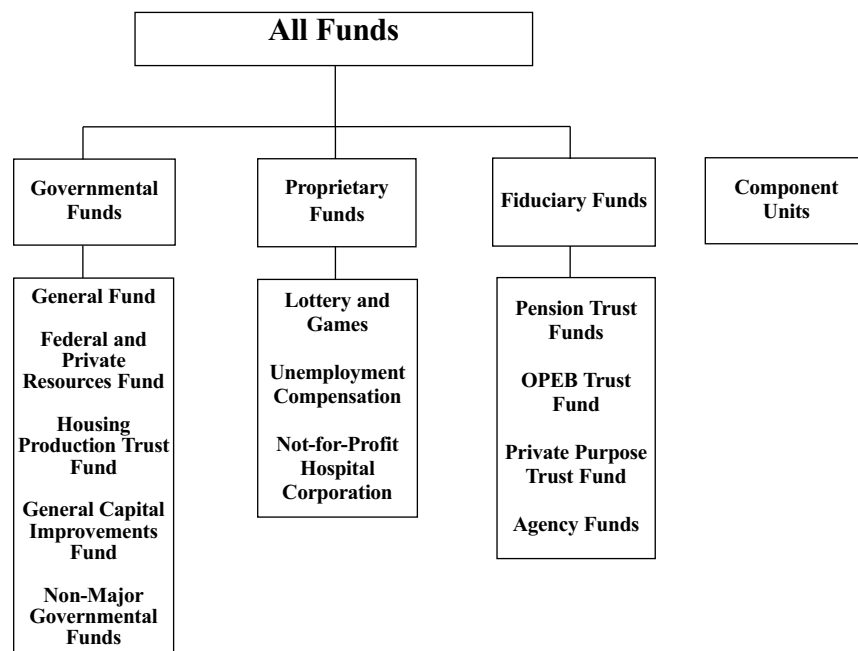 All Funds
Governmental
Funds
Proprietary
Funds
Fiduciary Funds
Component
Units
General Fund
Federal and
Private
Resources Fund
Housing
Production Trust
Fund
General Capital
Improvements
Fund
Non-Major
Governmental
Funds
Lottery and
Games
Unemployment
Compensation
Not-for-Profit
Hospital
Corporation
Pension Trust
Funds
OPEB Trust
Fund
Private Purpose
Trust Fund
Agency Funds